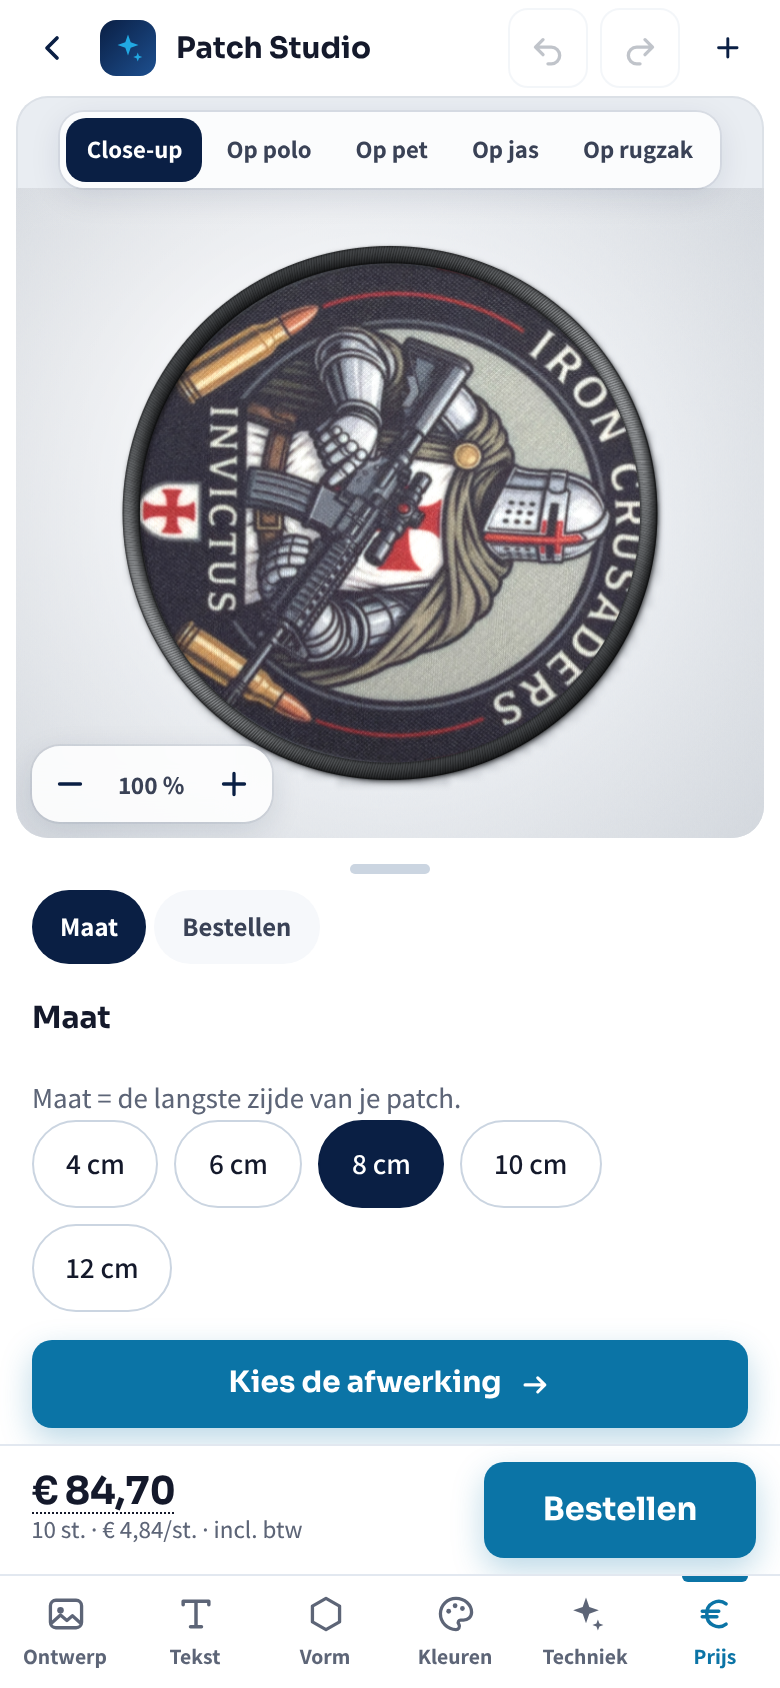 Patch Studio
Close-up
Op polo
Op pet
Op jas
Op rugzak
IRON CRUSADERS
INVICTUS
100 %
Maat
Bestellen
Maat
Maat = de langste zijde van je patch.
4 cm
6 cm
8 cm
10 cm
12 cm
Kies de afwerking →
€ 84,70
10 st. · € 4,84/st. · incl. btw
Bestellen
Ontwerp
Tekst
Vorm
Kleuren
Techniek
Prijs